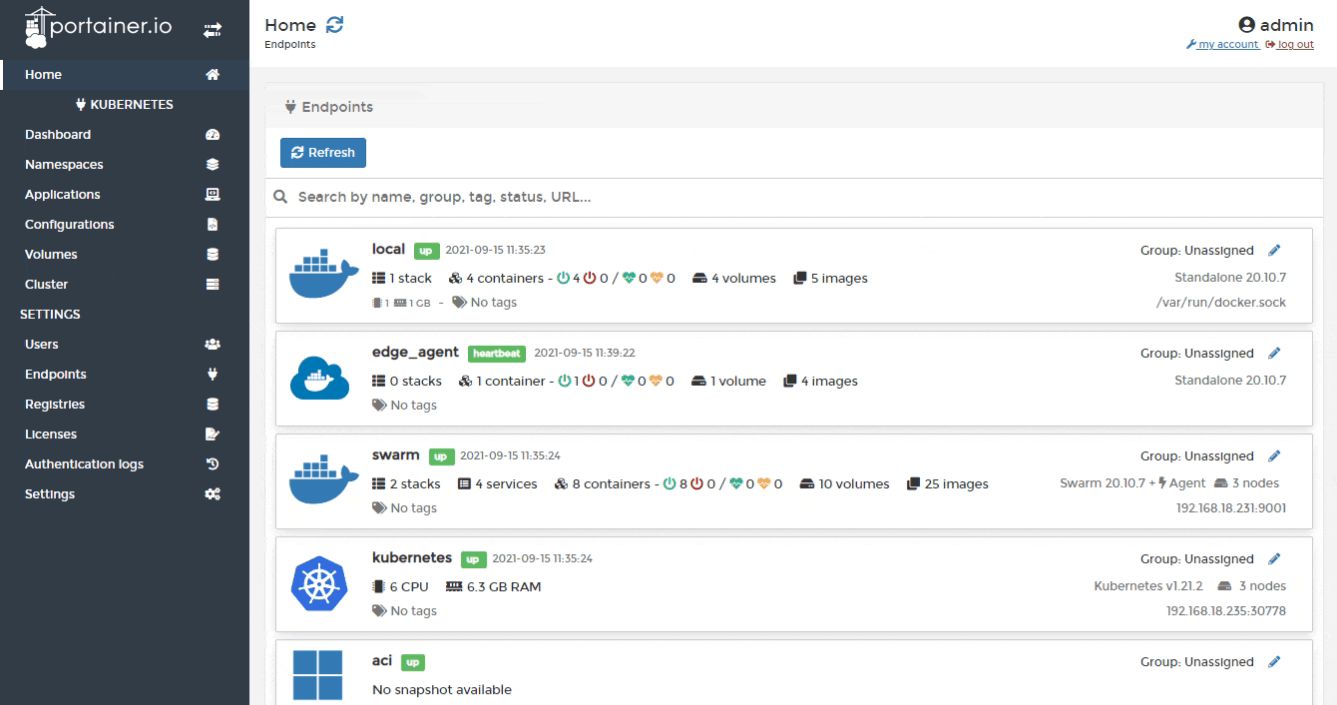 portainer.io
Home
KUBERNETES
Dashboard
Namespaces
Applications
Configurations
Volumes
Cluster
SETTINGS
Users
Endpoints
Registries
Licenses
Authentication logs
Settings
Home
Endpoints
admin
my account log out
Endpoints
Refresh
Search by name, group, tag, status, URL...
local up 2021-09-15 11:35:23 Group: Unassigned
1 stack 4 containers - 4 0 / 0 0 4 volumes 5 images Standalone 20.10.7
1 1 GB - No tags /var/run/docker.sock
edge_agent heartbeat 2021-09-15 11:39:22 Group: Unassigned
0 stacks 1 container - 1 0 / 0 0 1 volume 4 images Standalone 20.10.7
No tags
swarm up 2021-09-15 11:35:24 Group: Unassigned
2 stacks 4 services 8 containers - 8 0 / 0 0 10 volumes 25 images Swarm 20.10.7 + Agent 3 nodes
No tags 192.168.18.231:9001
kubernetes up 2021-09-15 11:35:24 Group: Unassigned
6 CPU 6.3 GB RAM Kubernetes v1.21.2 3 nodes
No tags 192.168.18.235:30778
aci up Group: Unassigned
No snapshot available